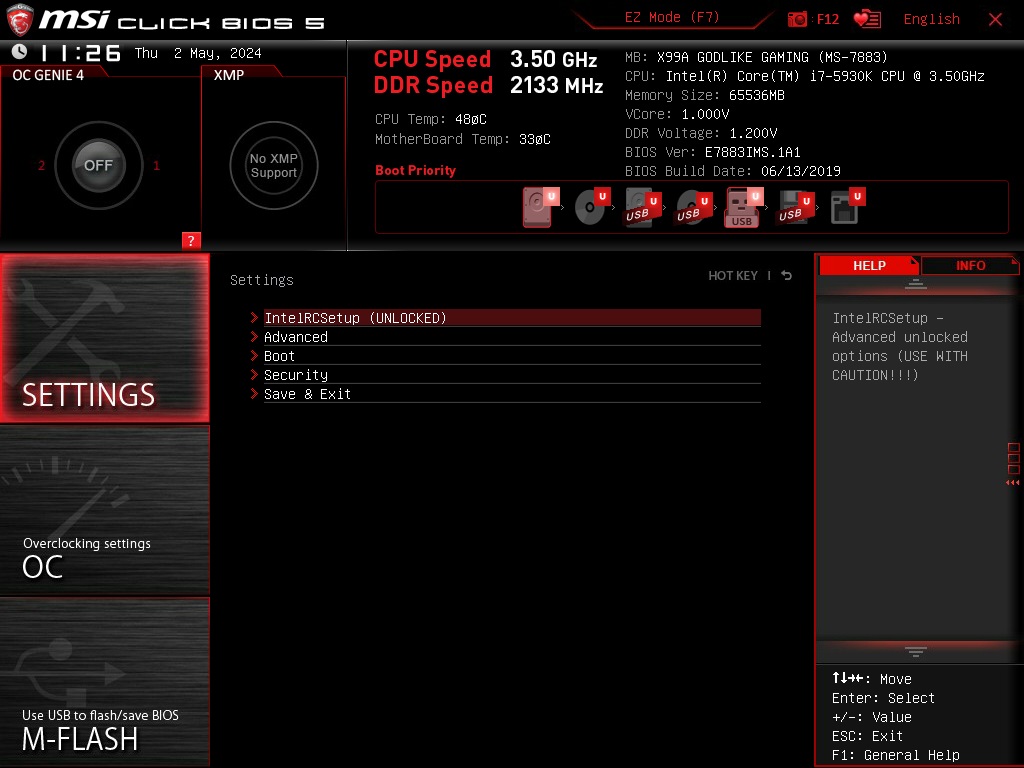 msi CLICK BIOS 5
EZ Mode (F7)
: F12
English
11:26 Thu 2 May, 2024
OC GENIE 4
XMP
2
OFF
1
No XMP
Support
?
CPU Speed 3.50 GHz
DDR Speed 2133 MHz
CPU Temp: 48øC
MotherBoard Temp: 33øC
MB: X99A GODLIKE GAMING (MS-7883)
CPU: Intel(R) Core(TM) i7-5930K CPU @ 3.50GHz
Memory Size: 65536MB
VCore: 1.000V
DDR Voltage: 1.200V
BIOS Ver: E7883IMS.1A1
BIOS Build Date: 06/13/2019
Boot Priority
U U U U U U U
USB USB USB USB
SETTINGS
Overclocking settings
OC
Use USB to flash/save BIOS
M-FLASH
Settings
HOT KEY |
IntelRCSetup (UNLOCKED)
Advanced
Boot
Security
Save & Exit
HELP
INFO
IntelRCSetup -
Advanced unlocked
options (USE WITH
CAUTION!!!)
↑↓→←: Move
Enter: Select
+/-: Value
ESC: Exit
F1: General Help